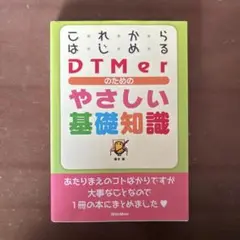 これから
はじめる
DTMer
のための
やさしい
基礎知識
あたりまえのコトばかりですが
大事なことなので
1冊の本にまとめました♥